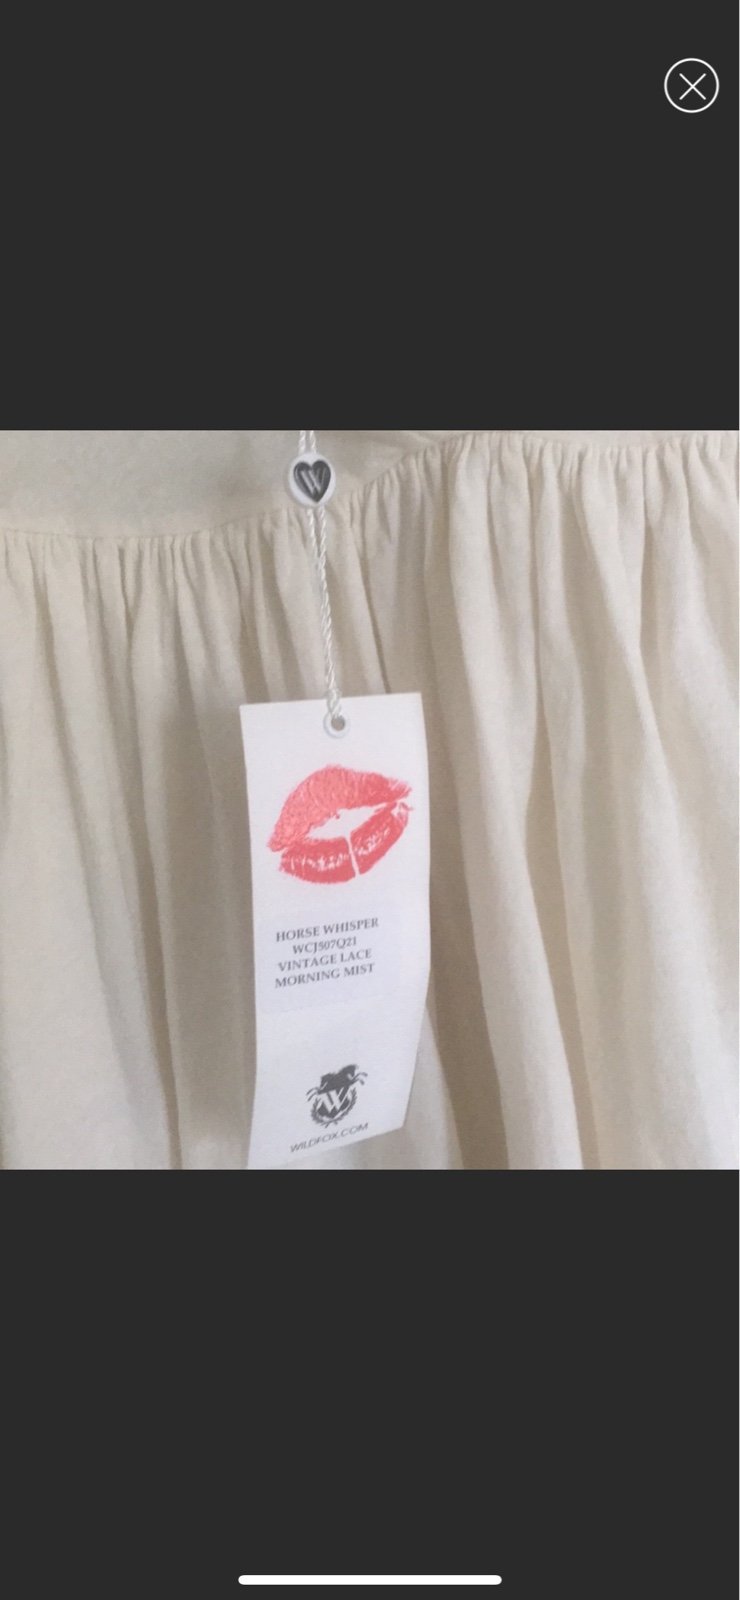 W
HORSE WHISPER
WCJ507Q21
VINTAGE LACE
MORNING MIST
W
WILDFOX.COM